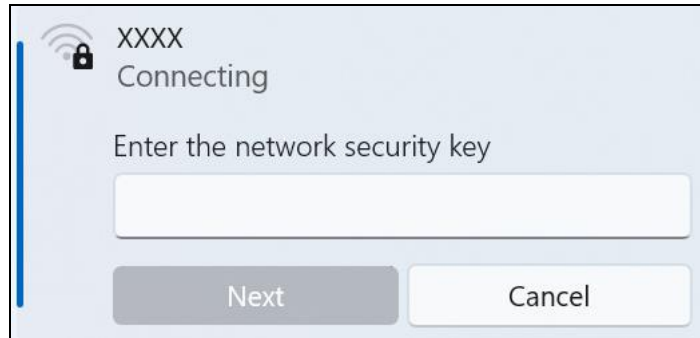 XXXX
Connecting
Enter the network security key
Next
Cancel